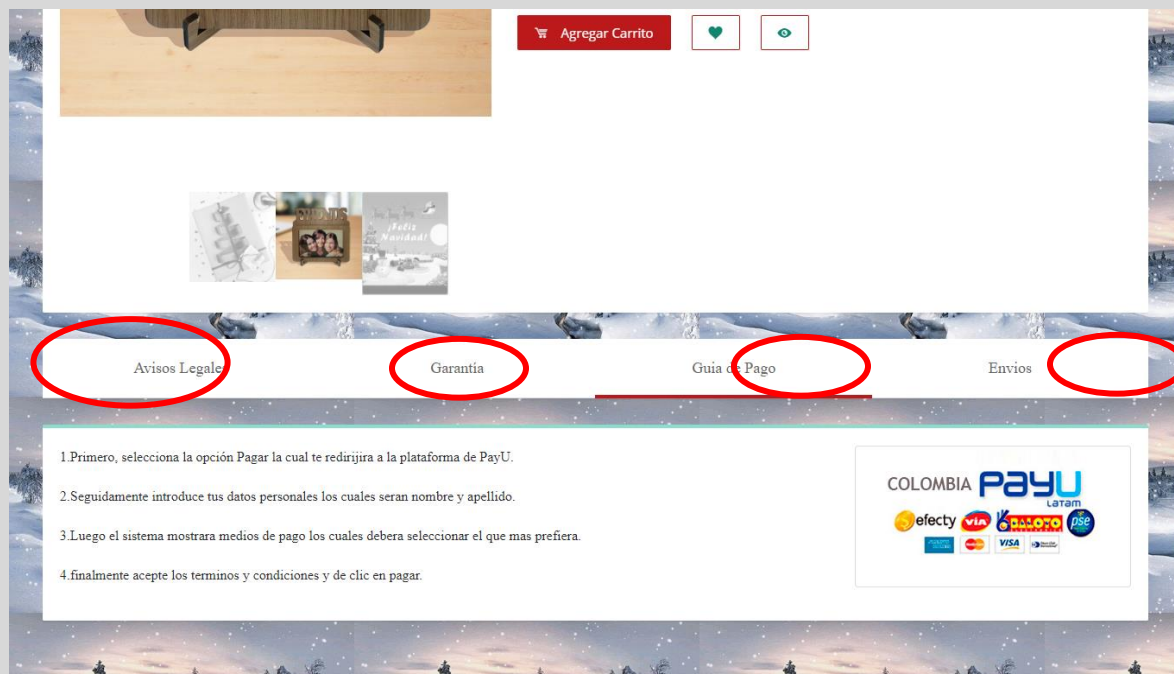 Agregar Carrito
FRIENDS
¡Feliz
Navidad!
Avisos Legales
Garantia
Guia de Pago
Envios
1.Primero, selecciona la opción Pagar la cual te redirijira a la plataforma de PayU.
2.Seguidamente introduce tus datos personales los cuales seran nombre y apellido.
3.Luego el sistema mostrara medios de pago los cuales debera seleccionar el que mas prefiera.
4.finalmente acepte los terminos y condiciones y de clic en pagar.
COLOMBIA PayU
LATAM
efecty via BALOTO pse
VISA